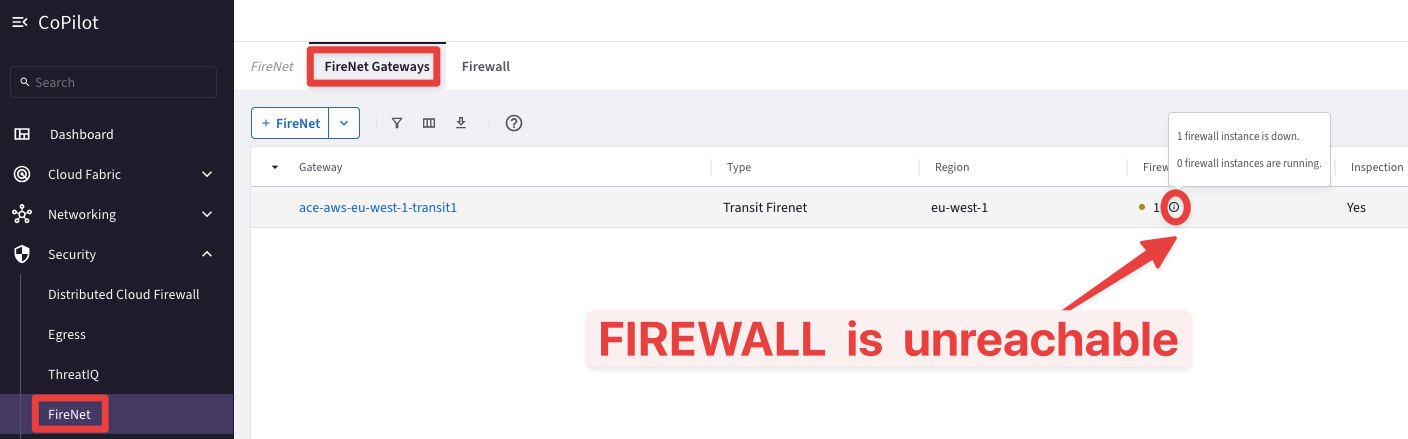 CoPilot
Search
Dashboard
Cloud Fabric
Networking
Security
Distributed Cloud Firewall
Egress
ThreatIQ
FireNet
FireNet FireNet Gateways Firewall
+ FireNet
1 firewall instance is down.
0 firewall instances are running.
Gateway Type Region Firew Inspection
ace-aws-eu-west-1-transit1 Transit Firenet eu-west-1 1 Yes
FIREWALL is unreachable